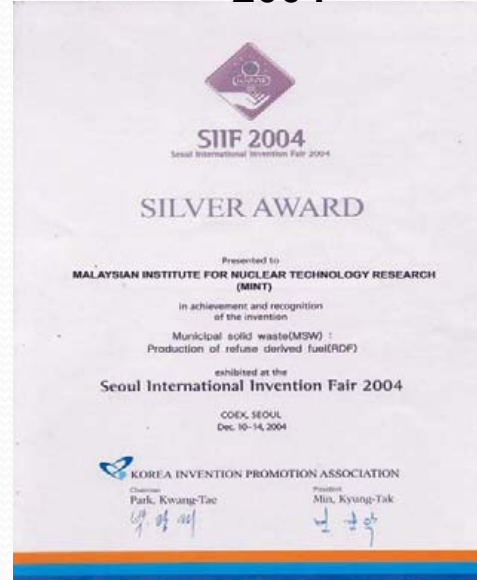 2004
SIIF 2004
Seoul International Invention Fair 2004
SILVER AWARD
Presented to
MALAYSIAN INSTITUTE FOR NUCLEAR TECHNOLOGY RESEARCH
(MINT)
in achievement and recognition
of the invention
Municipal solid waste(MSW) :
Production of refuse derived fuel(RDF)
exhibited at the
Seoul International Invention Fair 2004
COEX, SEOUL
Dec. 10-14, 2004
KOREA INVENTION PROMOTION ASSOCIATION
Chairman President
Park, Kwang-Tae Min, Kyung-Tak